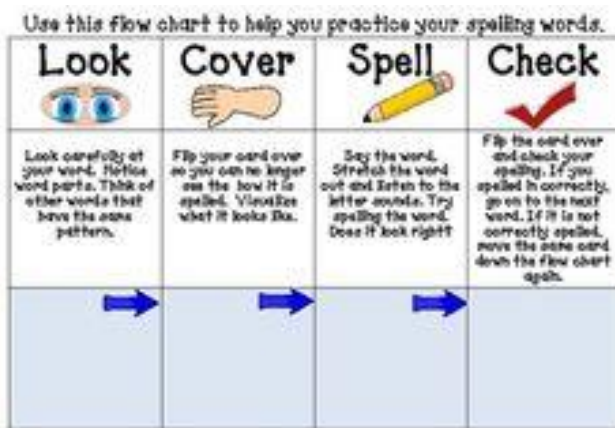 Use this flow chart to help you practice your spelling words.
Look
Cover
Spell
Check
Look carefully at
your word. Notice
word parts. Think of
other words that
have the same
pattern.
Flip your card over
so you can no longer
see the how it is
spelled. Visualize
what it looks like.
Say the word.
Stretch the word
out and listen to the
letter sounds. Try
spelling the word.
Does it look right?
Flip the card over
and check your
spelling. If you
spelled in correctly,
go on to the next
word. If it is not
correctly spelled,
move the same card
down the flow chart
again.